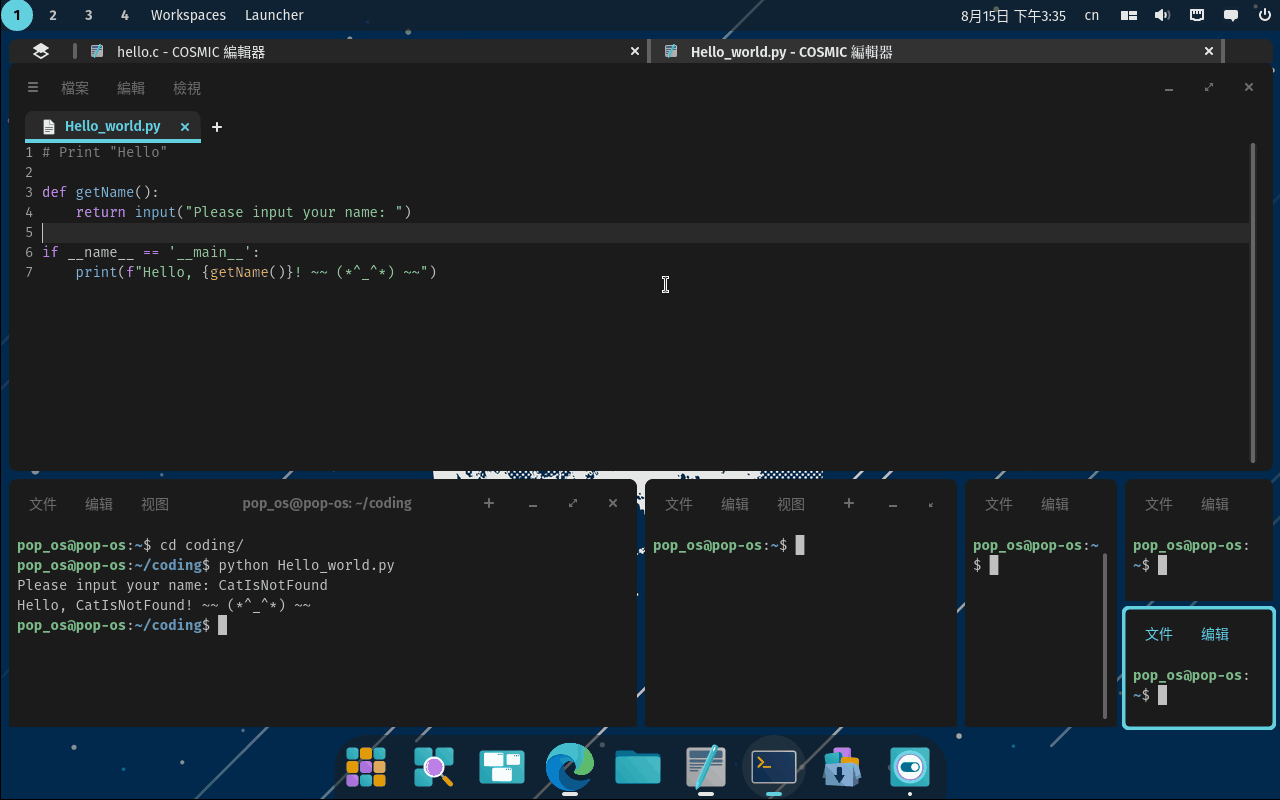 1 2 3 4 Workspaces Launcher 8月15日 下午3:35 cn
hello.c - COSMIC 編輯器 Hello_world.py - COSMIC 編輯器
檔案 編輯 檢視
Hello_world.py
1 # Print "Hello"
2
3 def getName():
4     return input("Please input your name: ")
5
6 if __name__ == '__main__':
7     print(f"Hello, {getName()}! ~~ (*^_^*) ~~")
文件 编辑 视图 pop_os@pop-os: ~/coding
pop_os@pop-os:~$ cd coding/
pop_os@pop-os:~/coding$ python Hello_world.py
Please input your name: CatIsNotFound
Hello, CatIsNotFound! ~~ (*^_^*) ~~
pop_os@pop-os:~/coding$
文件 编辑 视图
pop_os@pop-os:~$
文件 编辑
pop_os@pop-os:~
$
文件 编辑
pop_os@pop-os:
~$
文件 编辑
pop_os@pop-os:
~$